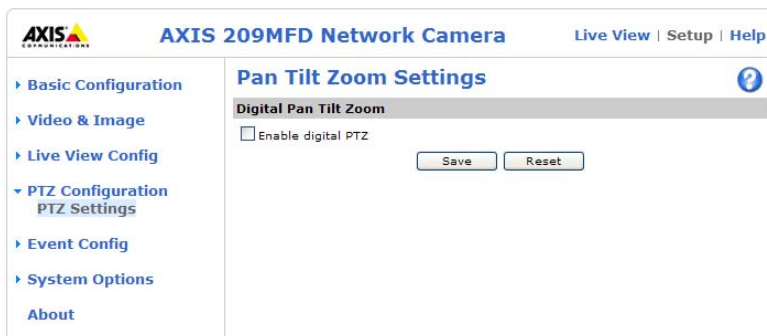 AXIS
COMMUNICATIONS
AXIS 209MFD Network Camera
Live View | Setup | Help
Basic Configuration
Video & Image
Live View Config
PTZ Configuration
PTZ Settings
Event Config
System Options
About
Pan Tilt Zoom Settings
?
Digital Pan Tilt Zoom
Enable digital PTZ
Save
Reset